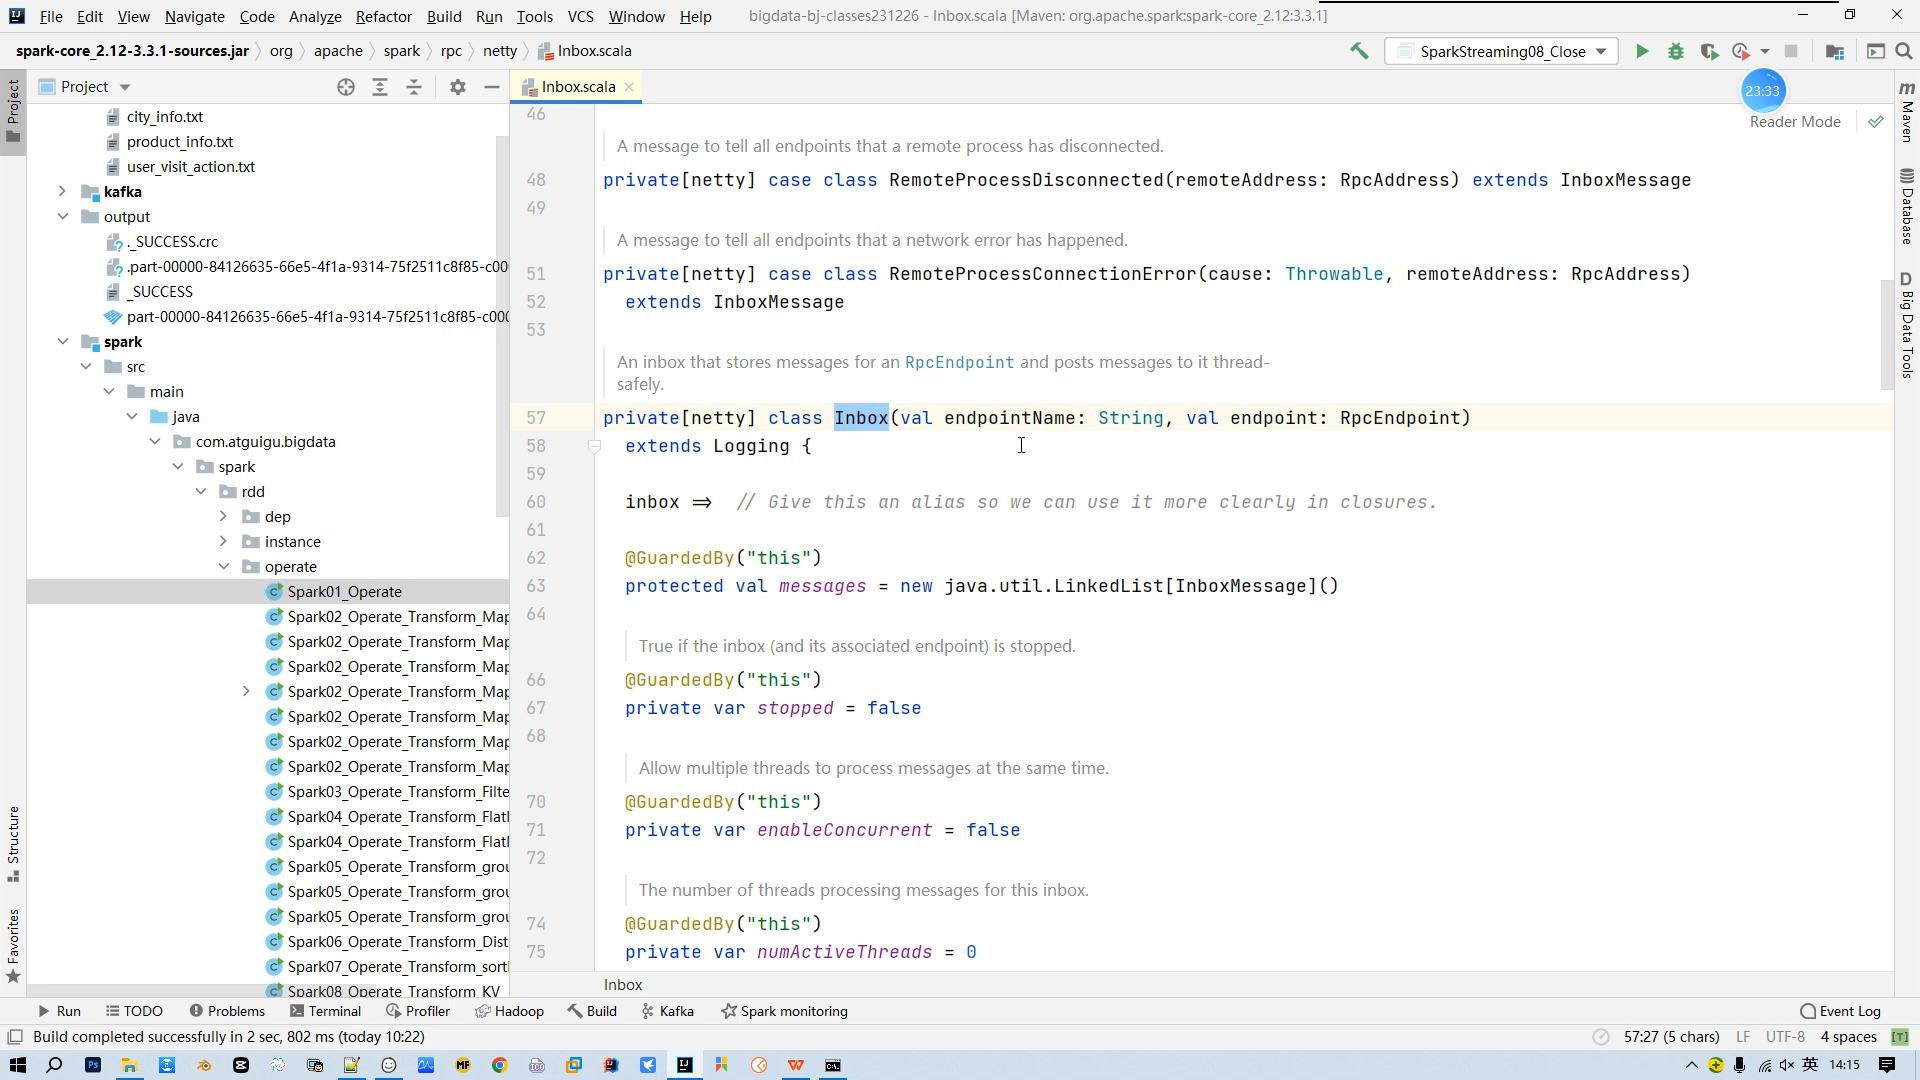 File Edit View Navigate Code Analyze Refactor Build Run Tools VCS Window Help bigdata-bj-classes231226 - Inbox.scala [Maven: org.apache.spark:spark-core_2.12:3.3.1]
spark-core_2.12-3.3.1-sources.jar org apache spark rpc netty Inbox.scala SparkStreaming08_Close
Project
Inbox.scala
23:33
Reader Mode
city_info.txt
product_info.txt
user_visit_action.txt
kafka
output
._SUCCESS.crc
.part-00000-84126635-66e5-4f1a-9314-75f2511c8f85-c00
_SUCCESS
part-00000-84126635-66e5-4f1a-9314-75f2511c8f85-c000
spark
src
main
java
com.atguigu.bigdata
spark
rdd
dep
instance
operate
Spark01_Operate
Spark02_Operate_Transform_Map
Spark02_Operate_Transform_Map
Spark02_Operate_Transform_Map
Spark02_Operate_Transform_Map
Spark02_Operate_Transform_Map
Spark02_Operate_Transform_Map
Spark02_Operate_Transform_Map
Spark03_Operate_Transform_Filte
Spark04_Operate_Transform_Flat
Spark04_Operate_Transform_Flat
Spark05_Operate_Transform_grou
Spark05_Operate_Transform_grou
Spark05_Operate_Transform_grou
Spark06_Operate_Transform_Dist
Spark07_Operate_Transform_sort
Spark08_Operate_Transform_KV
46
A message to tell all endpoints that a remote process has disconnected.
48 private[netty] case class RemoteProcessDisconnected(remoteAddress: RpcAddress) extends InboxMessage
49
A message to tell all endpoints that a network error has happened.
51 private[netty] case class RemoteProcessConnectionError(cause: Throwable, remoteAddress: RpcAddress)
52 extends InboxMessage
53
An inbox that stores messages for an RpcEndpoint and posts messages to it thread-
safely.
57 private[netty] class Inbox(val endpointName: String, val endpoint: RpcEndpoint)
58 extends Logging {
59
60 inbox => // Give this an alias so we can use it more clearly in closures.
61
62 @GuardedBy("this")
63 protected val messages = new java.util.LinkedList[InboxMessage]()
64
True if the inbox (and its associated endpoint) is stopped.
66 @GuardedBy("this")
67 private var stopped = false
68
Allow multiple threads to process messages at the same time.
70 @GuardedBy("this")
71 private var enableConcurrent = false
72
The number of threads processing messages for this inbox.
74 @GuardedBy("this")
75 private var numActiveThreads = 0
Inbox
Project
Structure
Favorites
Maven
Database
Big Data Tools
Run TODO Problems Terminal Profiler Hadoop Build Kafka Spark monitoring Event Log
Build completed successfully in 2 sec, 802 ms (today 10:22) 57:27 (5 chars) LF UTF-8 4 spaces [T]
英 14:15